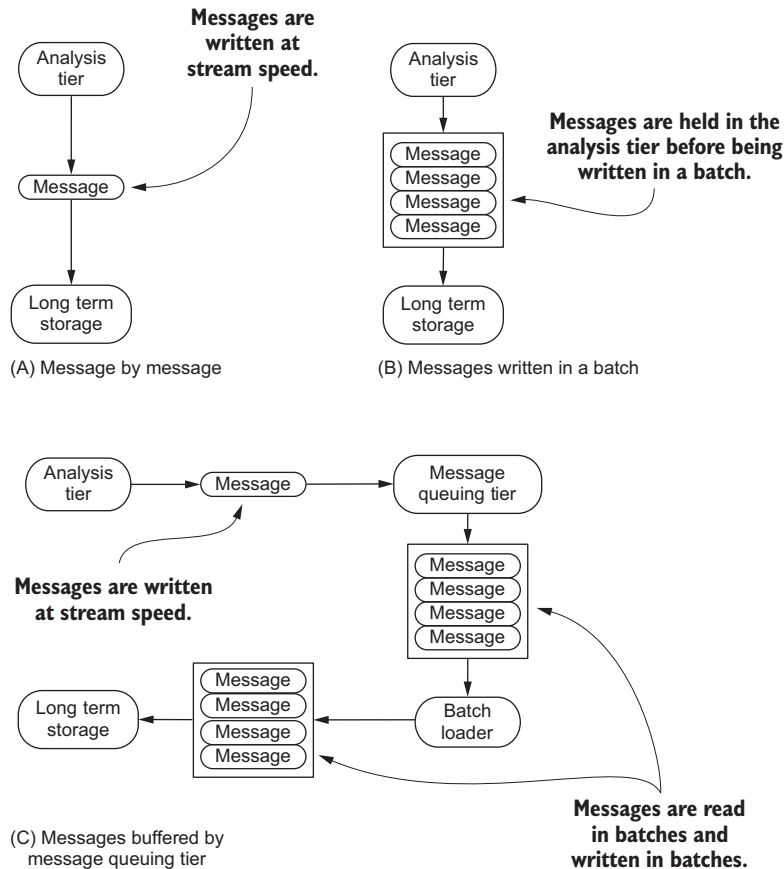 Messages are
written at
stream speed.
Analysis
tier
Message
Long term
storage
(A) Message by message
Analysis
tier
Message
Message
Message
Message
Messages are held in the
analysis tier before being
written in a batch.
Long term
storage
(B) Messages written in a batch
Analysis
tier
Message
Message
queuing tier
Messages are written
at stream speed.
Message
Message
Message
Message
Batch
loader
Message
Message
Message
Message
Long term
storage
Messages are read
in batches and
written in batches.
(C) Messages buffered by
message queuing tier